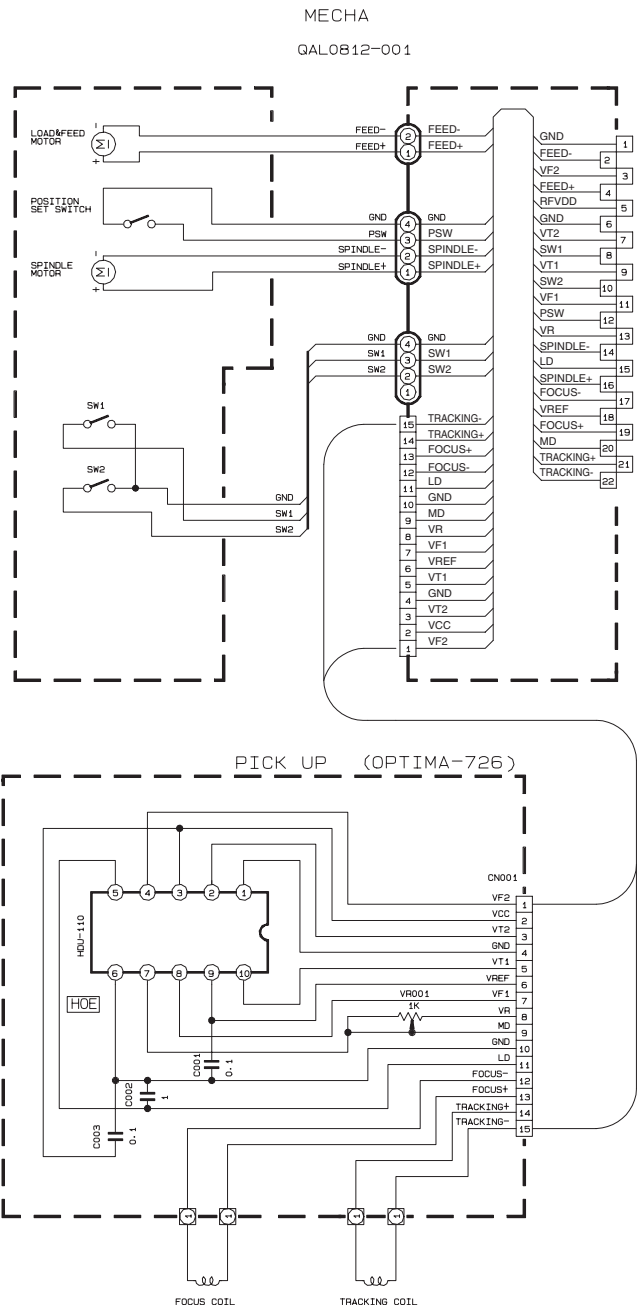 MECHA
QAL0812-001
LOAD&FEED
MOTOR
- + M
FEED- 2 FEED-
FEED+ 1 FEED+
POSITION
SET SWITCH
GND 4 GND
PSW 3 PSW
SPINDLE- 2 SPINDLE-
SPINDLE+ 1 SPINDLE+
SPINDLE
MOTOR
- + M
GND 4 GND
SW1 3 SW1
SW2 2 SW2
1
SW1
SW2
GND
SW1
SW2
15 TRACKING-
14 TRACKING+
13 FOCUS+
12 FOCUS-
11 LD
10 GND
9 MD
8 VR
7 VF1
6 VREF
5 VT1
4 GND
3 VT2
2 VCC
1 VF2
GND 1
FEED- 2
VF2 3
FEED+ 4
RFVDD 5
GND 6
VT2 7
SW1 8
VT1 9
SW2 10
VF1 11
PSW 12
VR 13
SPINDLE- 14
LD 15
SPINDLE+ 16
FOCUS- 17
VREF 18
FOCUS+ 19
MD 20
TRACKING+ 21
TRACKING- 22
PICK UP (OPTIMA-726)
5 4 3 2 1
HDU-110
6 7 8 9 10
HOE
CN001
VF2 1
VCC 2
VT2 3
GND 4
VT1 5
VREF 6
VF1 7
VR 8
MD 9
GND 10
LD 11
FOCUS- 12
FOCUS+ 13
TRACKING+ 14
TRACKING- 15
VR001
1K
C001
0.1
C002
1
C003
0.1
1 1 1 1
FOCUS COIL
TRACKING COIL